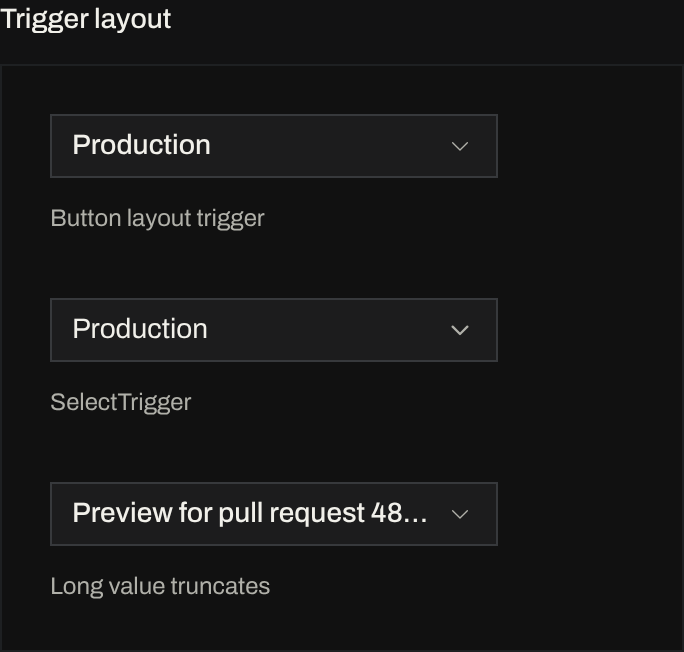 Trigger layout
Production
Button layout trigger
Production
SelectTrigger
Preview for pull request 48...
Long value truncates